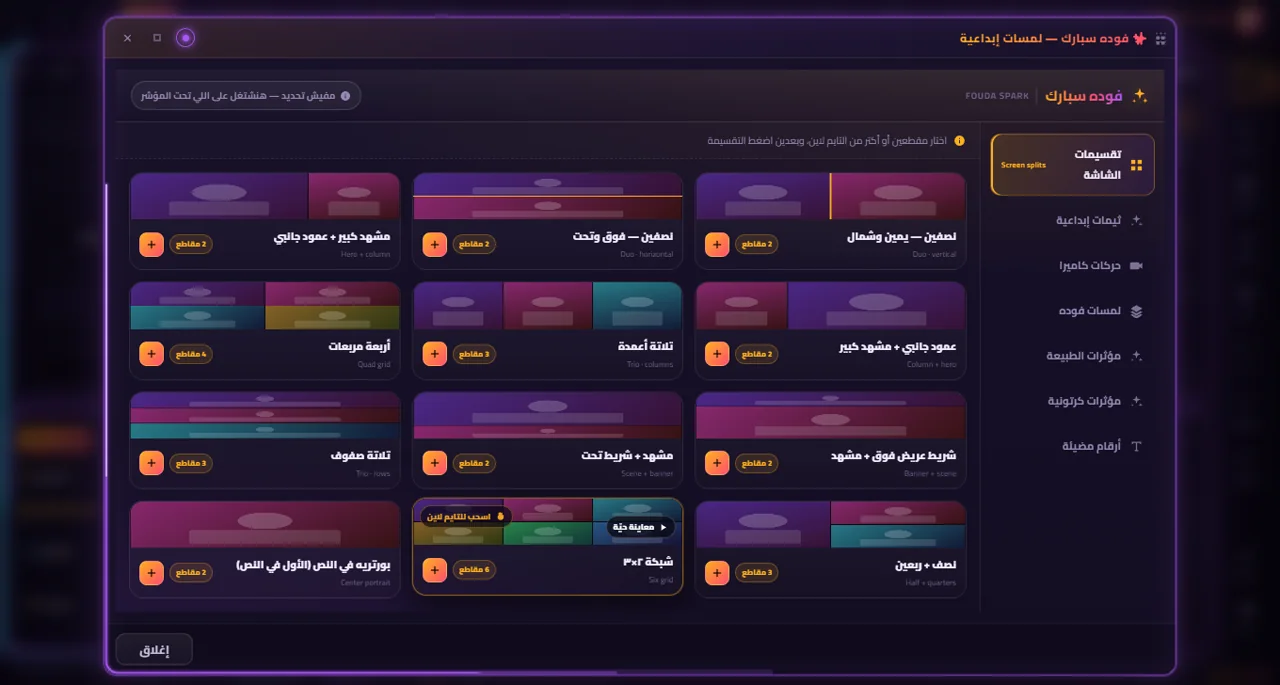 فوده سبارك — لمسات إبداعية
فوده سبارك
FOUDA SPARK
مفيش تحديد — هنشتغل على اللي تحت المؤشر
تقسيمات الشاشة
Screen splits
ثيمات إبداعية
حركات كاميرا
لمسات فوده
مؤثرات الطبيعة
مؤثرات كرتونية
أرقام مضيئة
اختار مقطعين أو أكتر من التايم لاين، وبعدين اضغط التقسيمة
نصفين — يمين وشمال
Duo · vertical
2 مقاطع
نصفين — فوق وتحت
Duo · horizontal
2 مقاطع
مشهد كبير + عمود جانبي
Hero + column
2 مقاطع
عمود جانبي + مشهد كبير
Column + hero
2 مقاطع
تلاتة أعمدة
Trio · columns
3 مقاطع
أربعة مربعات
Quad grid
4 مقاطع
شريط عريض فوق + مشهد
Banner + scene
2 مقاطع
مشهد + شريط تحت
Scene + banner
2 مقاطع
تلاتة صفوف
Trio · rows
3 مقاطع
نصف + ربعين
Half + quarters
3 مقاطع
معاينة حيّة
اسحب للتايم لاين
شبكة ٢×٣
Six grid
6 مقاطع
بورتريه في النص (الأول في النص)
Center portrait
2 مقاطع
إغلاق